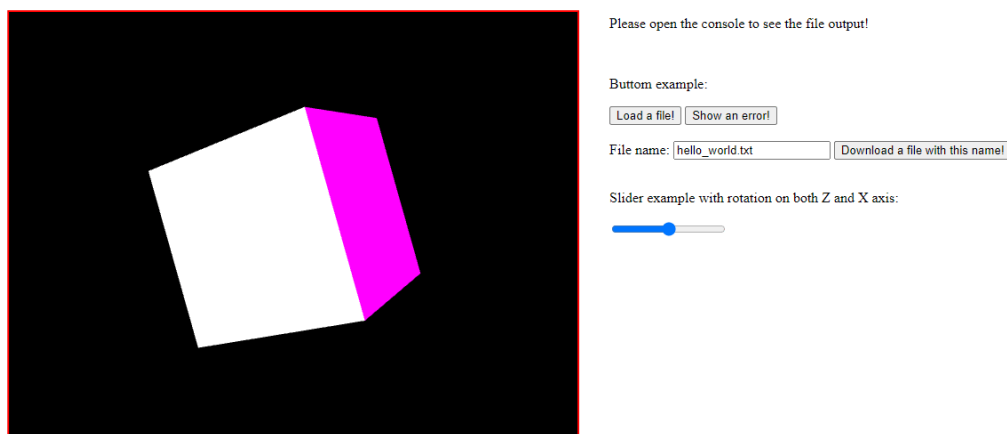 Please open the console to see the file output!
Buttom example:
Load a file! Show an error!
File name: hello_world.txt Download a file with this name!
Slider example with rotation on both Z and X axis: